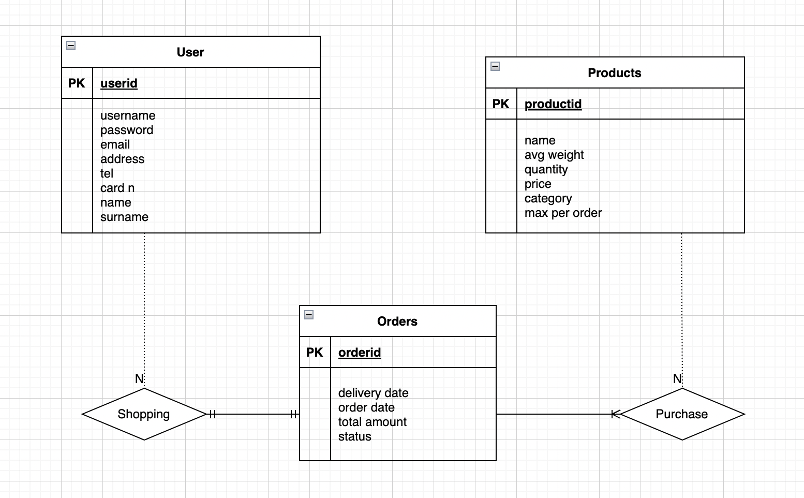 User
PK userid
username
password
email
address
tel
card n
name
surname
Products
PK productid
name
avg weight
quantity
price
category
max per order
Orders
PK orderid
delivery date
order date
total amount
status
N
Shopping
N
Purchase